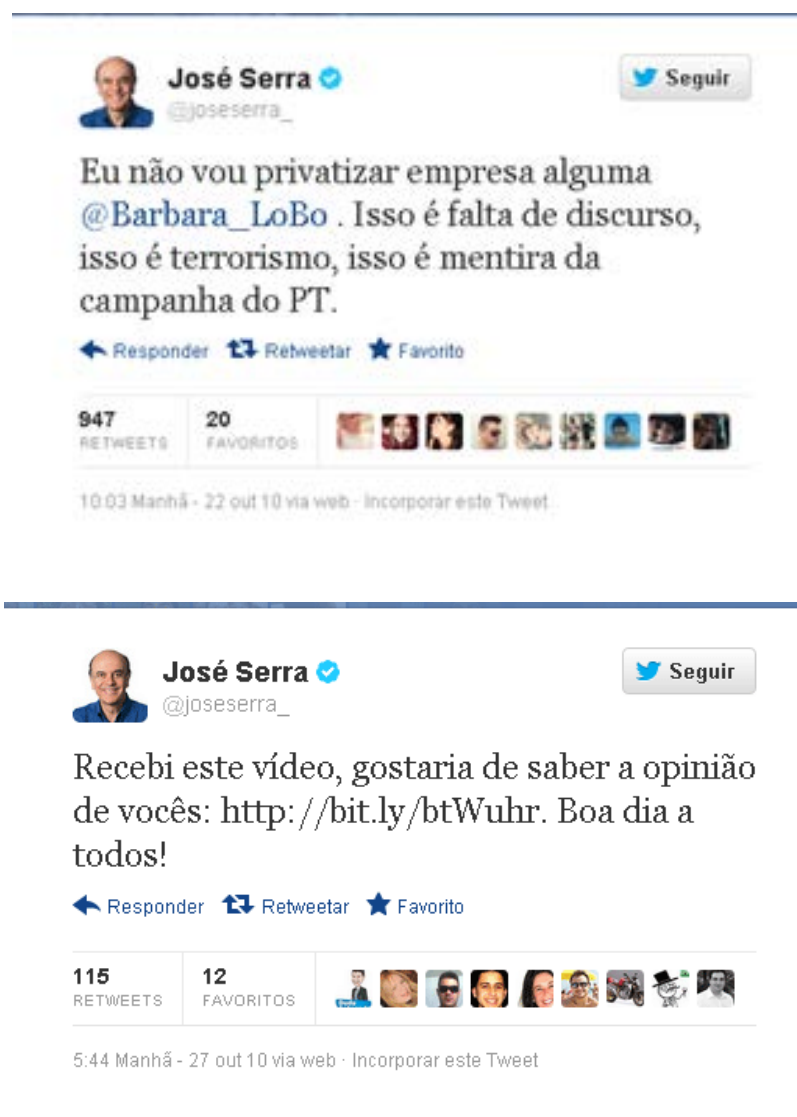 José Serra
Seguir
@joseserra_
Eu não vou privatizar empresa alguma
@Barbara_LoBo . Isso é falta de discurso,
isso é terrorismo, isso é mentira da
campanha do PT.
Responder Retweetar Favorito
947 20
RETWEETS FAVORITOS
10:03 Manhã - 22 out 10 via web · Incorporar este Tweet
José Serra
Seguir
@joseserra_
Recebi este vídeo, gostaria de saber a opinião
de vocês: http://bit.ly/btWuhr. Boa dia a
todos!
Responder Retweetar Favorito
115 12
RETWEETS FAVORITOS
5:44 Manhã - 27 out 10 via web · Incorporar este Tweet